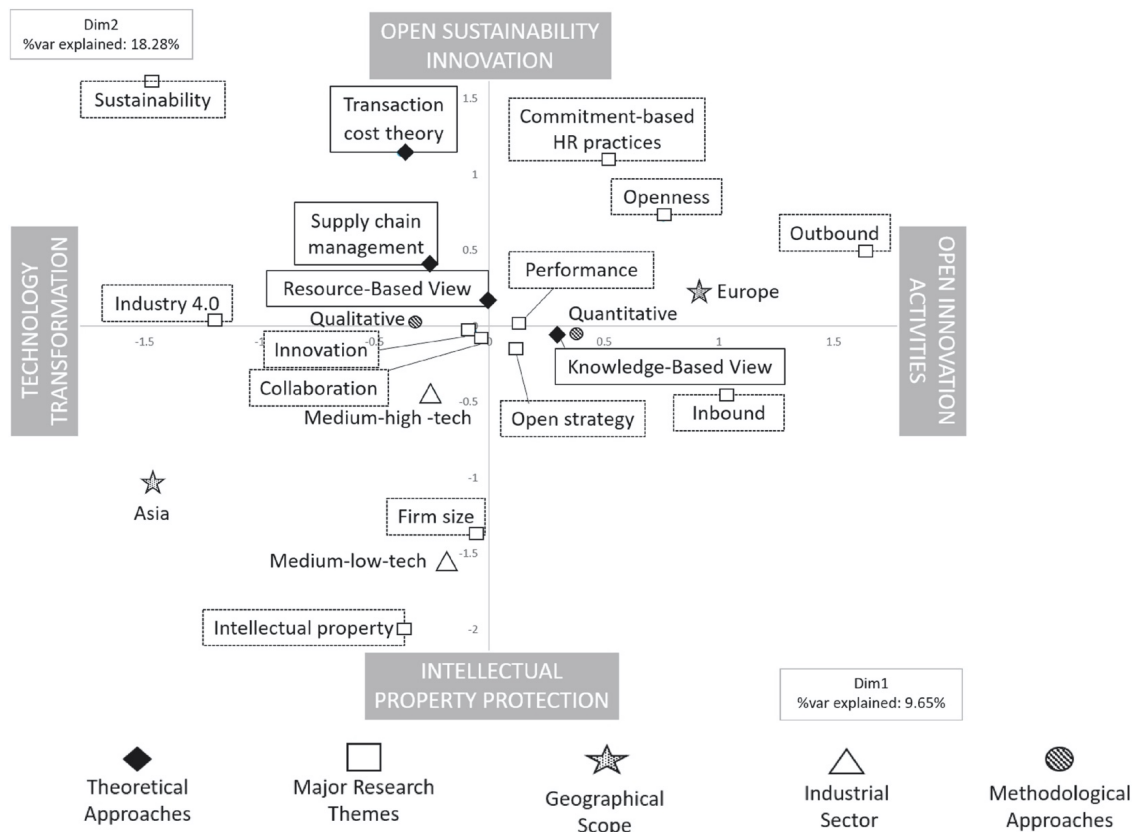 Dim2
%var explained: 18.28%
OPEN SUSTAINABILITY
INNOVATION
Sustainability
Transaction
cost theory
1.5
Commitment-based
HR practices
1
Openness
Supply chain
management
0.5
Outbound
TECHNOLOGY
TRANSFORMATION
OPEN INNOVATION
ACTIVITIES
Resource-Based View
Performance
Europe
Industry 4.0
Qualitative
Quantitative
-1.5
-1
-0.5
0
0.5
1
1.5
Innovation
Knowledge-Based View
Collaboration
-0.5
Medium-high -tech
Open strategy
Inbound
-1
Asia
Firm size
-1.5
Medium-low-tech
Intellectual property
-2
INTELLECTUAL
PROPERTY PROTECTION
Dim1
%var explained: 9.65%
Theoretical
Approaches
Major Research
Themes
Geographical
Scope
Industrial
Sector
Methodological
Approaches